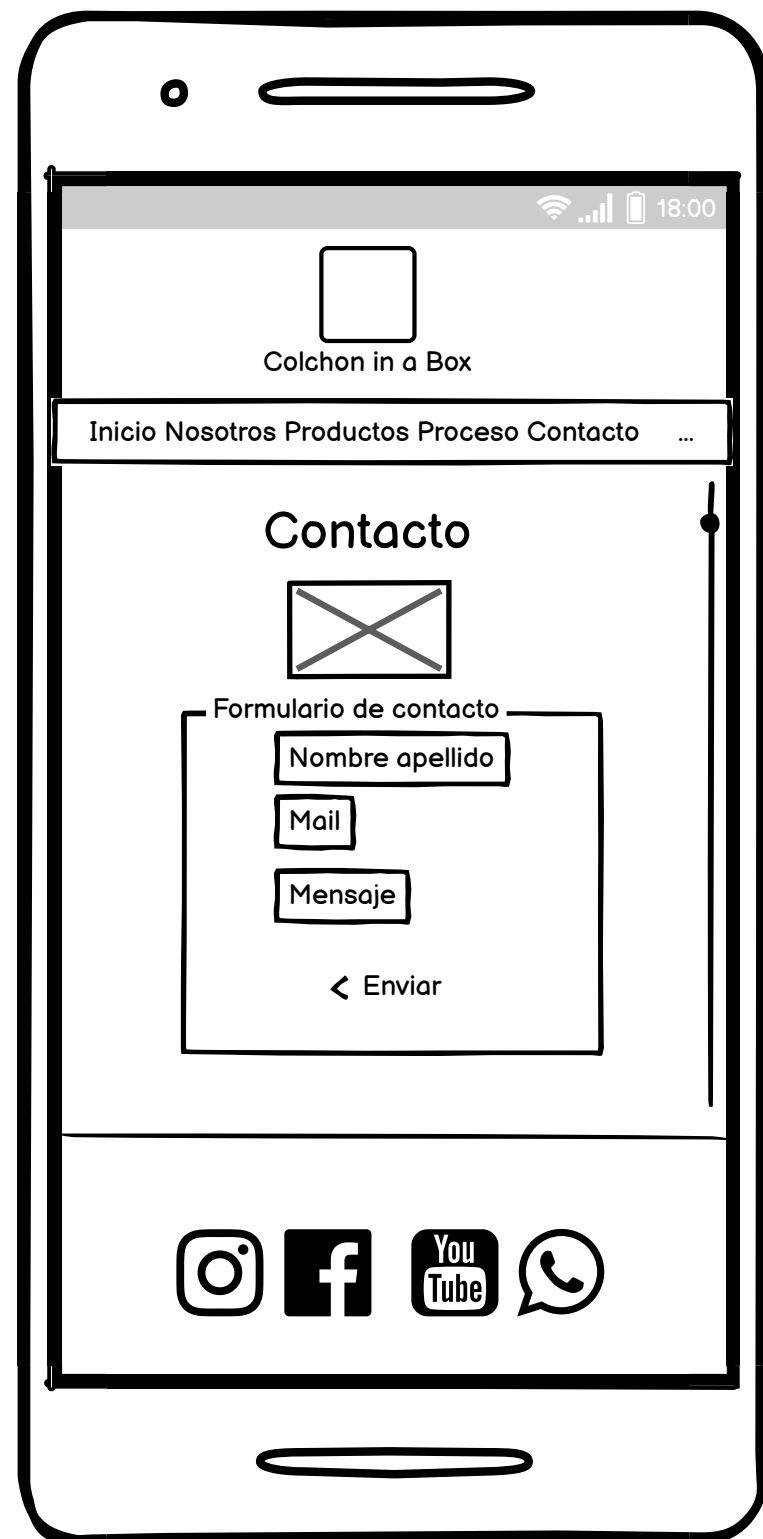 18:00
Colchon in a Box
Inicio Nosotros Productos Proceso Contacto ...
Contacto
Formulario de contacto
Nombre apellido
Mail
Mensaje
< Enviar
f You Tube